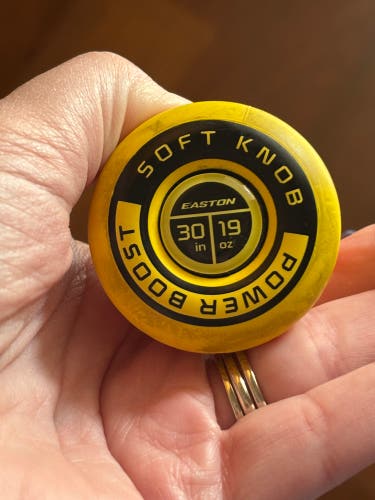 SOFT KNOB
EASTON
30 19
in oz
POWER BOOST